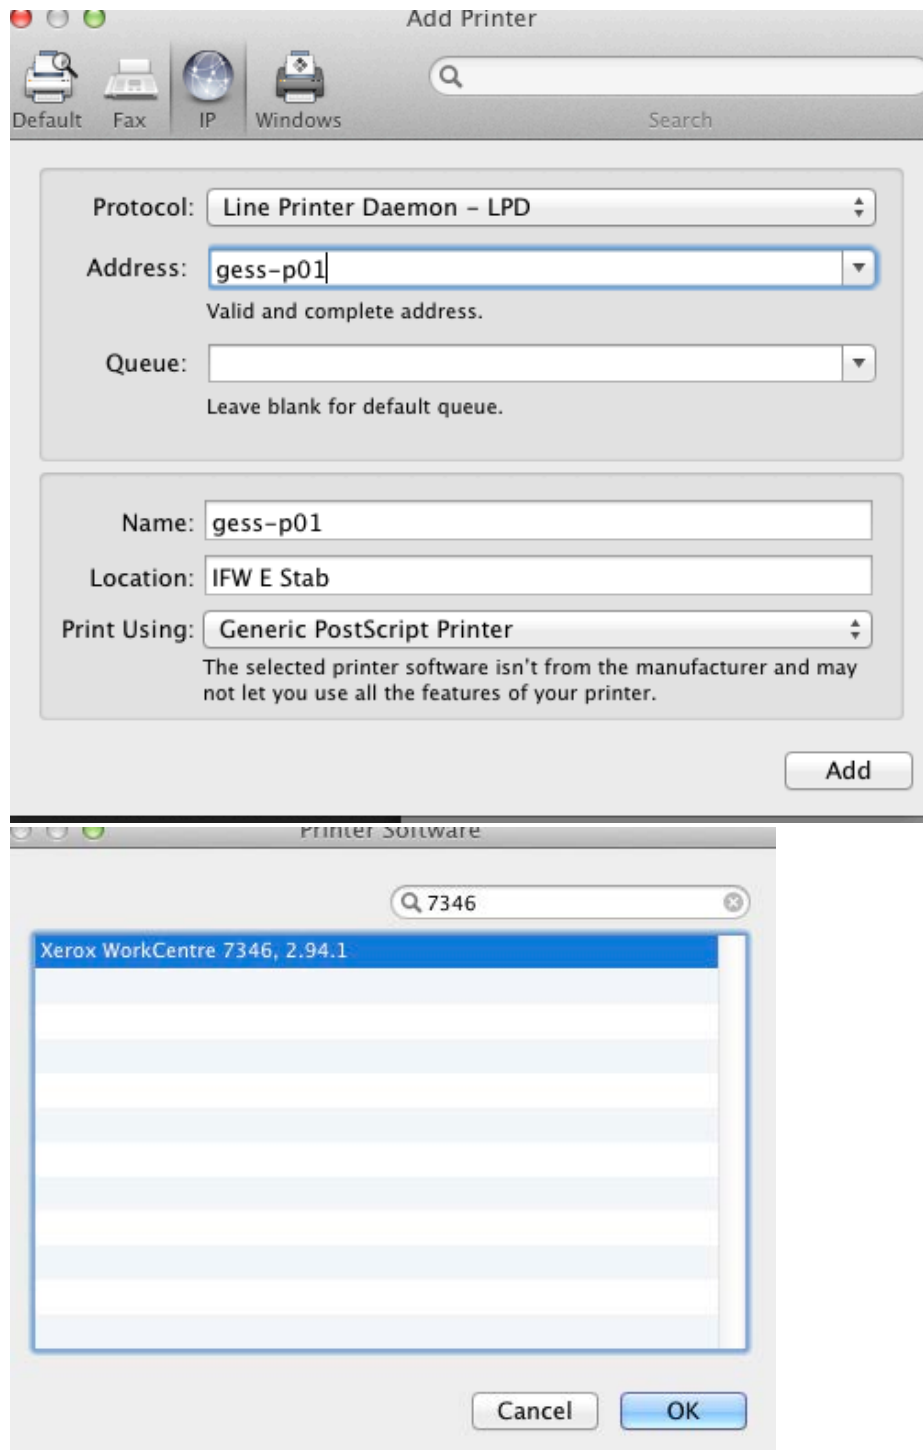 Add Printer
Default Fax IP Windows Search
Protocol: Line Printer Daemon – LPD
Address: gess-p01
Valid and complete address.
Queue:
Leave blank for default queue.
Name: gess-p01
Location: IFW E Stab
Print Using: Generic PostScript Printer
The selected printer software isn't from the manufacturer and may
not let you use all the features of your printer.
Add
Printer Software
7346
Xerox WorkCentre 7346, 2.94.1
Cancel OK